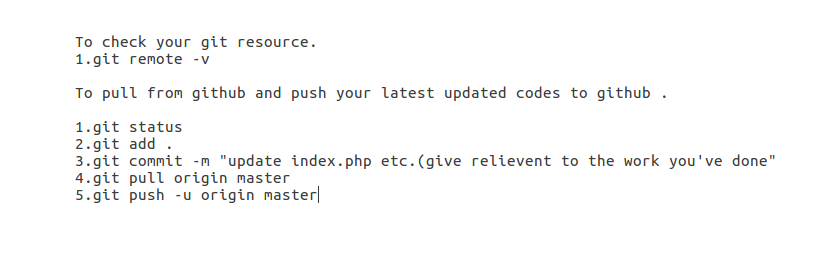 To check your git resource.
1.git remote -v
To pull from github and push your latest updated codes to github .
1.git status
2.git add .
3.git commit -m "update index.php etc.(give relievent to the work you've done"
4.git pull origin master
5.git push -u origin master